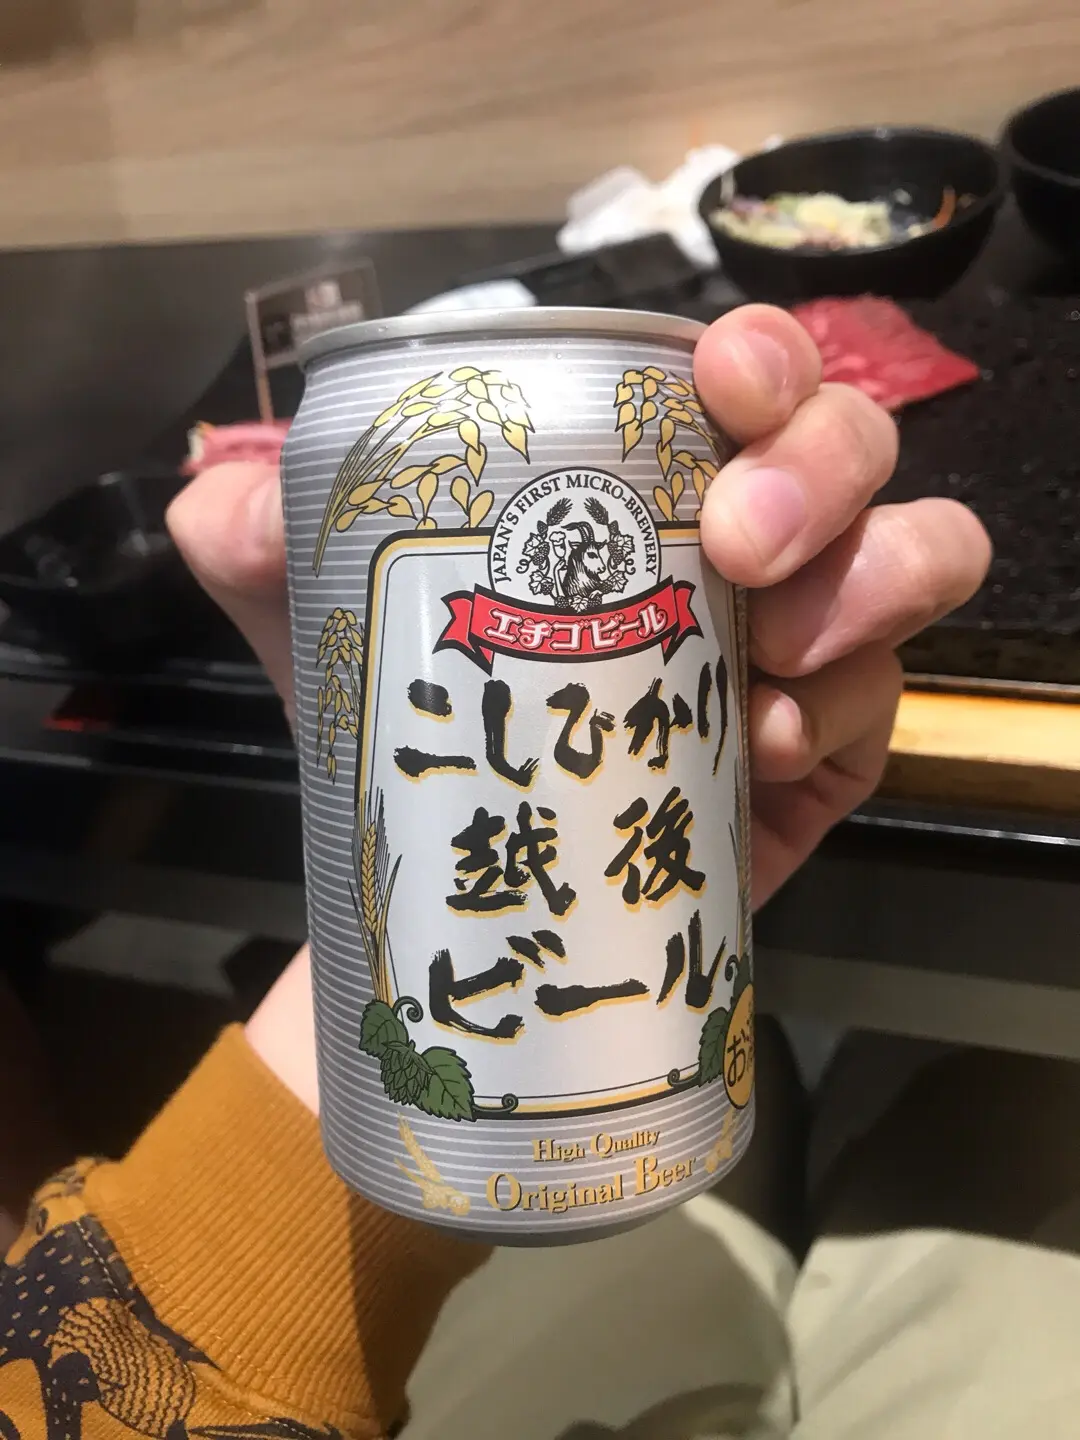 JAPAN'S FIRST MICRO-BREWERY
エチゴビール
こしひかり
越後
ビール
お
High Quality
Original Beer